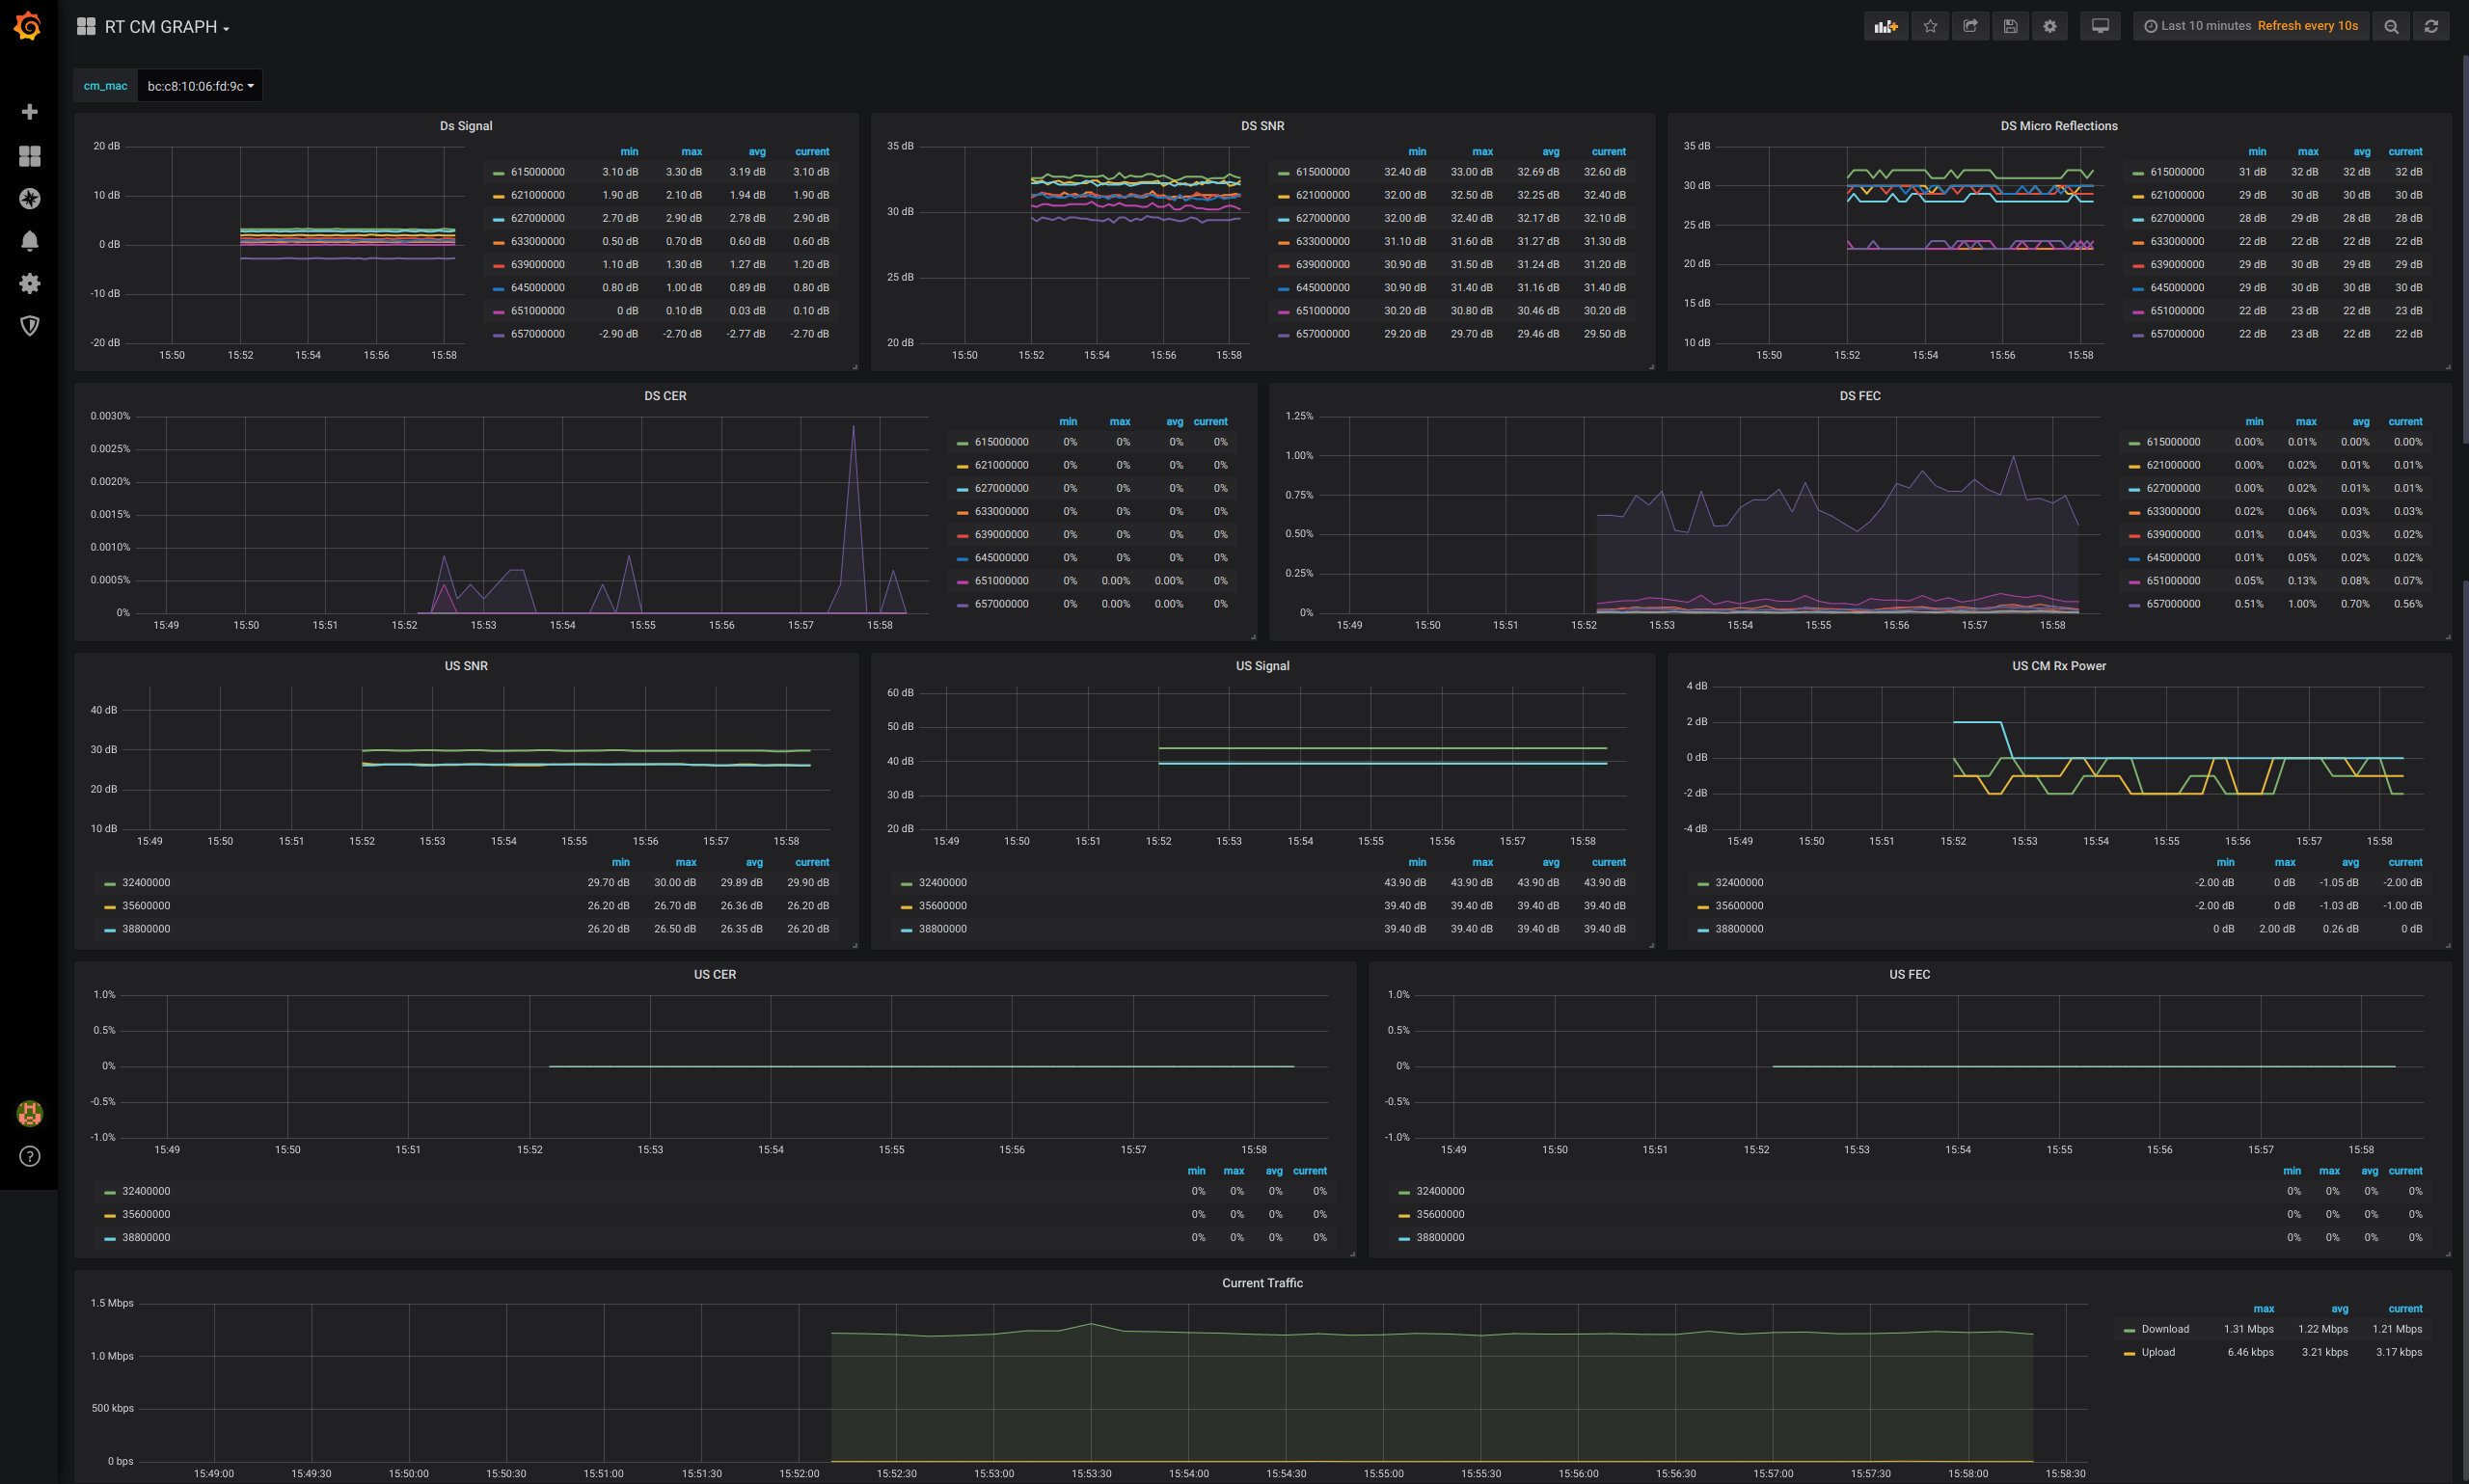 RT CM GRAPH
Last 10 minutes Refresh every 10s
cm_mac bc:c8:10:06:fd:9c
Ds Signal
20 dB
10 dB
0 dB
-10 dB
-20 dB
15:50 15:52 15:54 15:56 15:58
min max avg current
615000000 3.10 dB 3.30 dB 3.19 dB 3.10 dB
621000000 1.90 dB 2.10 dB 1.94 dB 1.90 dB
627000000 2.70 dB 2.90 dB 2.78 dB 2.90 dB
633000000 0.50 dB 0.70 dB 0.60 dB 0.60 dB
639000000 1.10 dB 1.30 dB 1.27 dB 1.20 dB
645000000 0.80 dB 1.00 dB 0.89 dB 0.80 dB
651000000 0 dB 0.10 dB 0.03 dB 0.10 dB
657000000 -2.90 dB -2.70 dB -2.77 dB -2.70 dB
DS SNR
35 dB
30 dB
25 dB
20 dB
15:50 15:52 15:54 15:56 15:58
min max avg current
615000000 32.40 dB 33.00 dB 32.69 dB 32.60 dB
621000000 32.00 dB 32.50 dB 32.25 dB 32.40 dB
627000000 32.00 dB 32.40 dB 32.17 dB 32.10 dB
633000000 31.10 dB 31.60 dB 31.27 dB 31.30 dB
639000000 30.90 dB 31.50 dB 31.24 dB 31.20 dB
645000000 30.90 dB 31.40 dB 31.16 dB 31.40 dB
651000000 30.20 dB 30.80 dB 30.46 dB 30.20 dB
657000000 29.20 dB 29.70 dB 29.46 dB 29.50 dB
DS Micro Reflections
35 dB
30 dB
25 dB
20 dB
15 dB
10 dB
15:50 15:52 15:54 15:56 15:58
min max avg current
615000000 31 dB 32 dB 32 dB 32 dB
621000000 29 dB 30 dB 30 dB 30 dB
627000000 28 dB 29 dB 28 dB 28 dB
633000000 22 dB 22 dB 22 dB 22 dB
639000000 29 dB 30 dB 29 dB 29 dB
645000000 29 dB 30 dB 30 dB 30 dB
651000000 22 dB 23 dB 22 dB 23 dB
657000000 22 dB 23 dB 22 dB 22 dB
DS CER
0.0030%
0.0025%
0.0020%
0.0015%
0.0010%
0.0005%
0%
15:49 15:50 15:51 15:52 15:53 15:54 15:55 15:56 15:57 15:58
min max avg current
615000000 0% 0% 0% 0%
621000000 0% 0% 0% 0%
627000000 0% 0% 0% 0%
633000000 0% 0% 0% 0%
639000000 0% 0% 0% 0%
645000000 0% 0% 0% 0%
651000000 0% 0.00% 0.00% 0%
657000000 0% 0.00% 0.00% 0%
DS FEC
1.25%
1.00%
0.75%
0.50%
0.25%
0%
15:49 15:50 15:51 15:52 15:53 15:54 15:55 15:56 15:57 15:58
min max avg current
615000000 0.00% 0.01% 0.00% 0.00%
621000000 0.00% 0.02% 0.01% 0.01%
627000000 0.00% 0.02% 0.01% 0.01%
633000000 0.02% 0.06% 0.03% 0.03%
639000000 0.01% 0.04% 0.03% 0.02%
645000000 0.01% 0.05% 0.02% 0.02%
651000000 0.05% 0.13% 0.08% 0.07%
657000000 0.51% 1.00% 0.70% 0.56%
US SNR
40 dB
30 dB
20 dB
10 dB
15:49 15:50 15:51 15:52 15:53 15:54 15:55 15:56 15:57 15:58
min max avg current
32400000 29.70 dB 30.00 dB 29.89 dB 29.90 dB
35600000 26.20 dB 26.70 dB 26.36 dB 26.20 dB
38800000 26.20 dB 26.50 dB 26.35 dB 26.20 dB
US Signal
60 dB
50 dB
40 dB
30 dB
20 dB
15:49 15:50 15:51 15:52 15:53 15:54 15:55 15:56 15:57 15:58
min max avg current
32400000 43.90 dB 43.90 dB 43.90 dB 43.90 dB
35600000 39.40 dB 39.40 dB 39.40 dB 39.40 dB
38800000 39.40 dB 39.40 dB 39.40 dB 39.40 dB
US CM Rx Power
4 dB
2 dB
0 dB
-2 dB
-4 dB
15:49 15:50 15:51 15:52 15:53 15:54 15:55 15:56 15:57 15:58
min max avg current
32400000 -2.00 dB 0 dB -1.05 dB -2.00 dB
35600000 -2.00 dB 0 dB -1.03 dB -1.00 dB
38800000 0 dB 2.00 dB 0.26 dB 0 dB
US CER
1.0%
0.5%
0%
-0.5%
-1.0%
15:49 15:50 15:51 15:52 15:53 15:54 15:55 15:56 15:57 15:58
min max avg current
32400000 0% 0% 0% 0%
35600000 0% 0% 0% 0%
38800000 0% 0% 0% 0%
US FEC
1.0%
0.5%
0%
-0.5%
-1.0%
15:49 15:50 15:51 15:52 15:53 15:54 15:55 15:56 15:57 15:58
min max avg current
32400000 0% 0% 0% 0%
35600000 0% 0% 0% 0%
38800000 0% 0% 0% 0%
Current Traffic
1.5 Mbps
1.0 Mbps
500 kbps
0 bps
15:49:00 15:49:30 15:50:00 15:50:30 15:51:00 15:51:30 15:52:00 15:52:30 15:53:00 15:53:30 15:54:00 15:54:30 15:55:00 15:55:30 15:56:00 15:56:30 15:57:00 15:57:30 15:58:00 15:58:30
max avg current
Download 1.31 Mbps 1.22 Mbps 1.21 Mbps
Upload 6.46 kbps 3.21 kbps 3.17 kbps